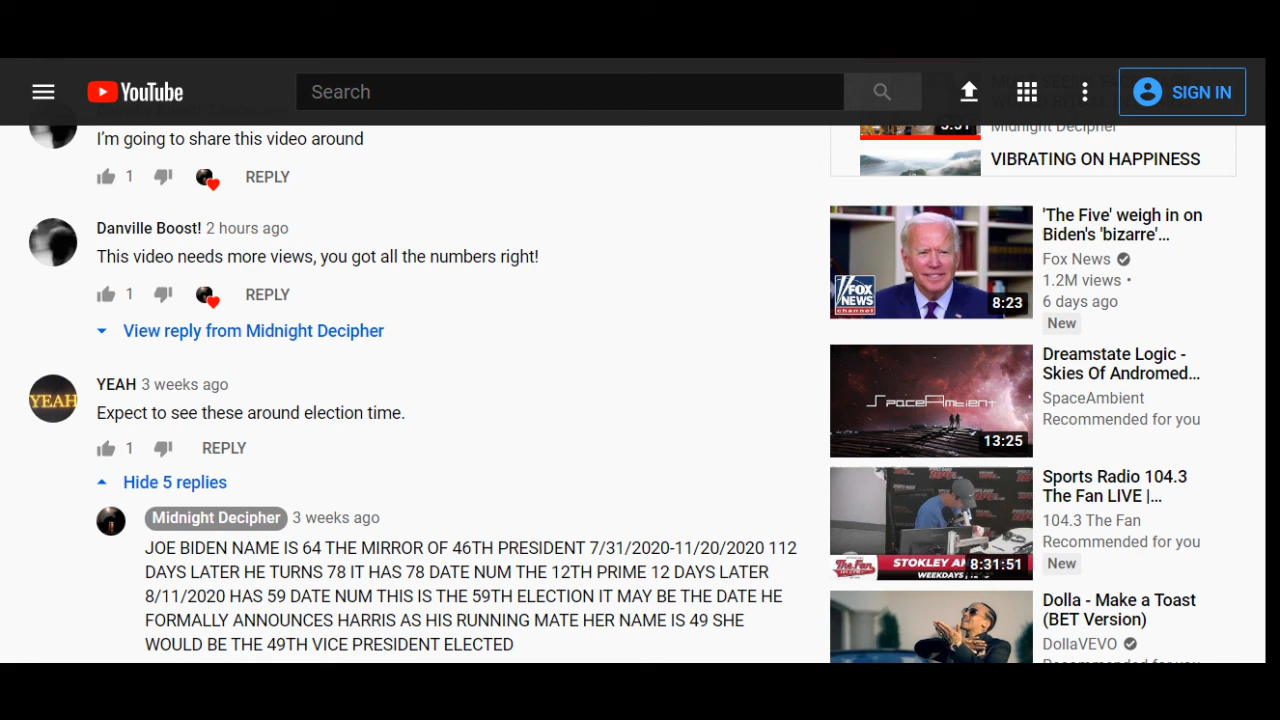 YouTube
Search
SIGN IN
I'm going to share this video around
1
REPLY
Danville Boost! 2 hours ago
This video needs more views, you got all the numbers right!
1
REPLY
View reply from Midnight Decipher
YEAH
YEAH 3 weeks ago
Expect to see these around election time.
1
REPLY
Hide 5 replies
Midnight Decipher 3 weeks ago
JOE BIDEN NAME IS 64 THE MIRROR OF 46TH PRESIDENT 7/31/2020-11/20/2020 112
DAYS LATER HE TURNS 78 IT HAS 78 DATE NUM THE 12TH PRIME 12 DAYS LATER
8/11/2020 HAS 59 DATE NUM THIS IS THE 59TH ELECTION IT MAY BE THE DATE HE
FORMALLY ANNOUNCES HARRIS AS HIS RUNNING MATE HER NAME IS 49 SHE
WOULD BE THE 49TH VICE PRESIDENT ELECTED
Midnight Decipher
VIBRATING ON HAPPINESS
FOX
NEWS
channel
8:23
'The Five' weigh in on
Biden's 'bizarre'...
Fox News
1.2M views •
6 days ago
New
SpaceAmbient
13:25
Dreamstate Logic -
Skies Of Andromed...
SpaceAmbient
Recommended for you
The Fan
STOKLEY A
WEEKDAYS
8:31:51
Sports Radio 104.3
The Fan LIVE |...
104.3 The Fan
Recommended for you
New
Dolla - Make a Toast
(BET Version)
DollaVEVO